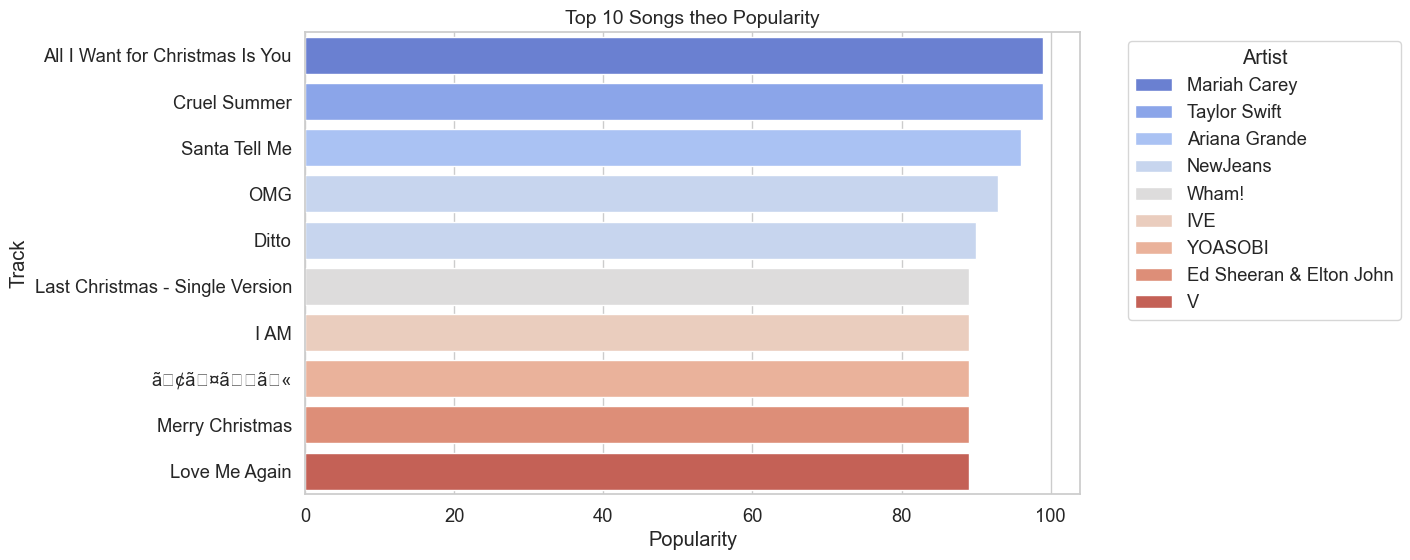 Top 10 Songs theo Popularity
All I Want for Christmas Is You
Cruel Summer
Santa Tell Me
OMG
Ditto
Last Christmas - Single Version
I AM
Merry Christmas
Love Me Again
Track
0 20 40 60 80 100
Popularity
Artist
Mariah Carey
Taylor Swift
Ariana Grande
NewJeans
Wham!
IVE
YOASOBI
Ed Sheeran & Elton John
V